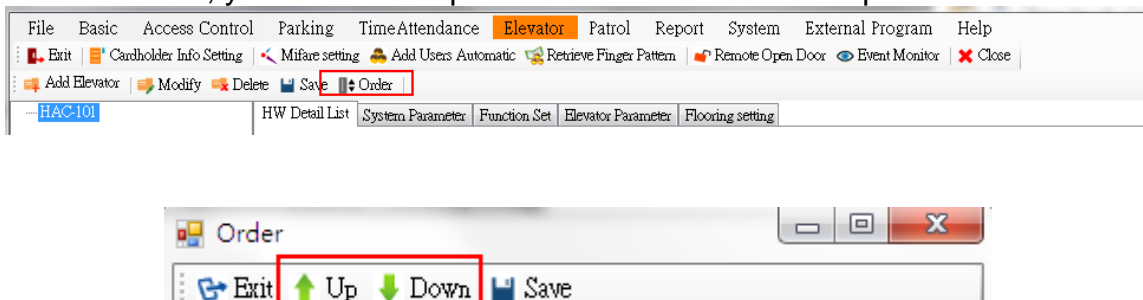 File Basic Access Control Parking TimeAttendance Elevator Patrol Report System External Program Help
Exit Cardholder Info Setting Mifare setting Add Users Automatic Retrieve Finger Pattern Remote Open Door Event Monitor Close
Add Elevator Modify Delete Save Order
HAC-101 HW Detail List System Parameter Function Set Elevator Parameter Flooring setting
Order
Exit Up Down Save